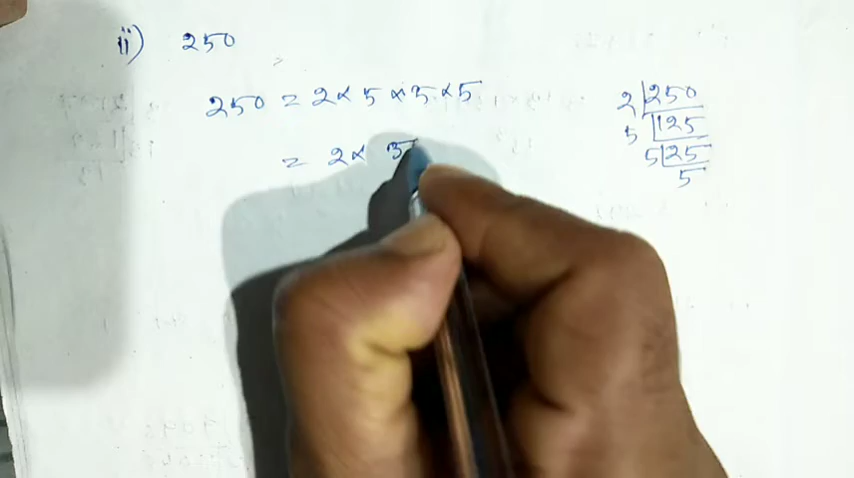 ii) 250
250 = 2 × 5 × 5 × 5
= 2 × 5
2 250
5 125
5 25
5